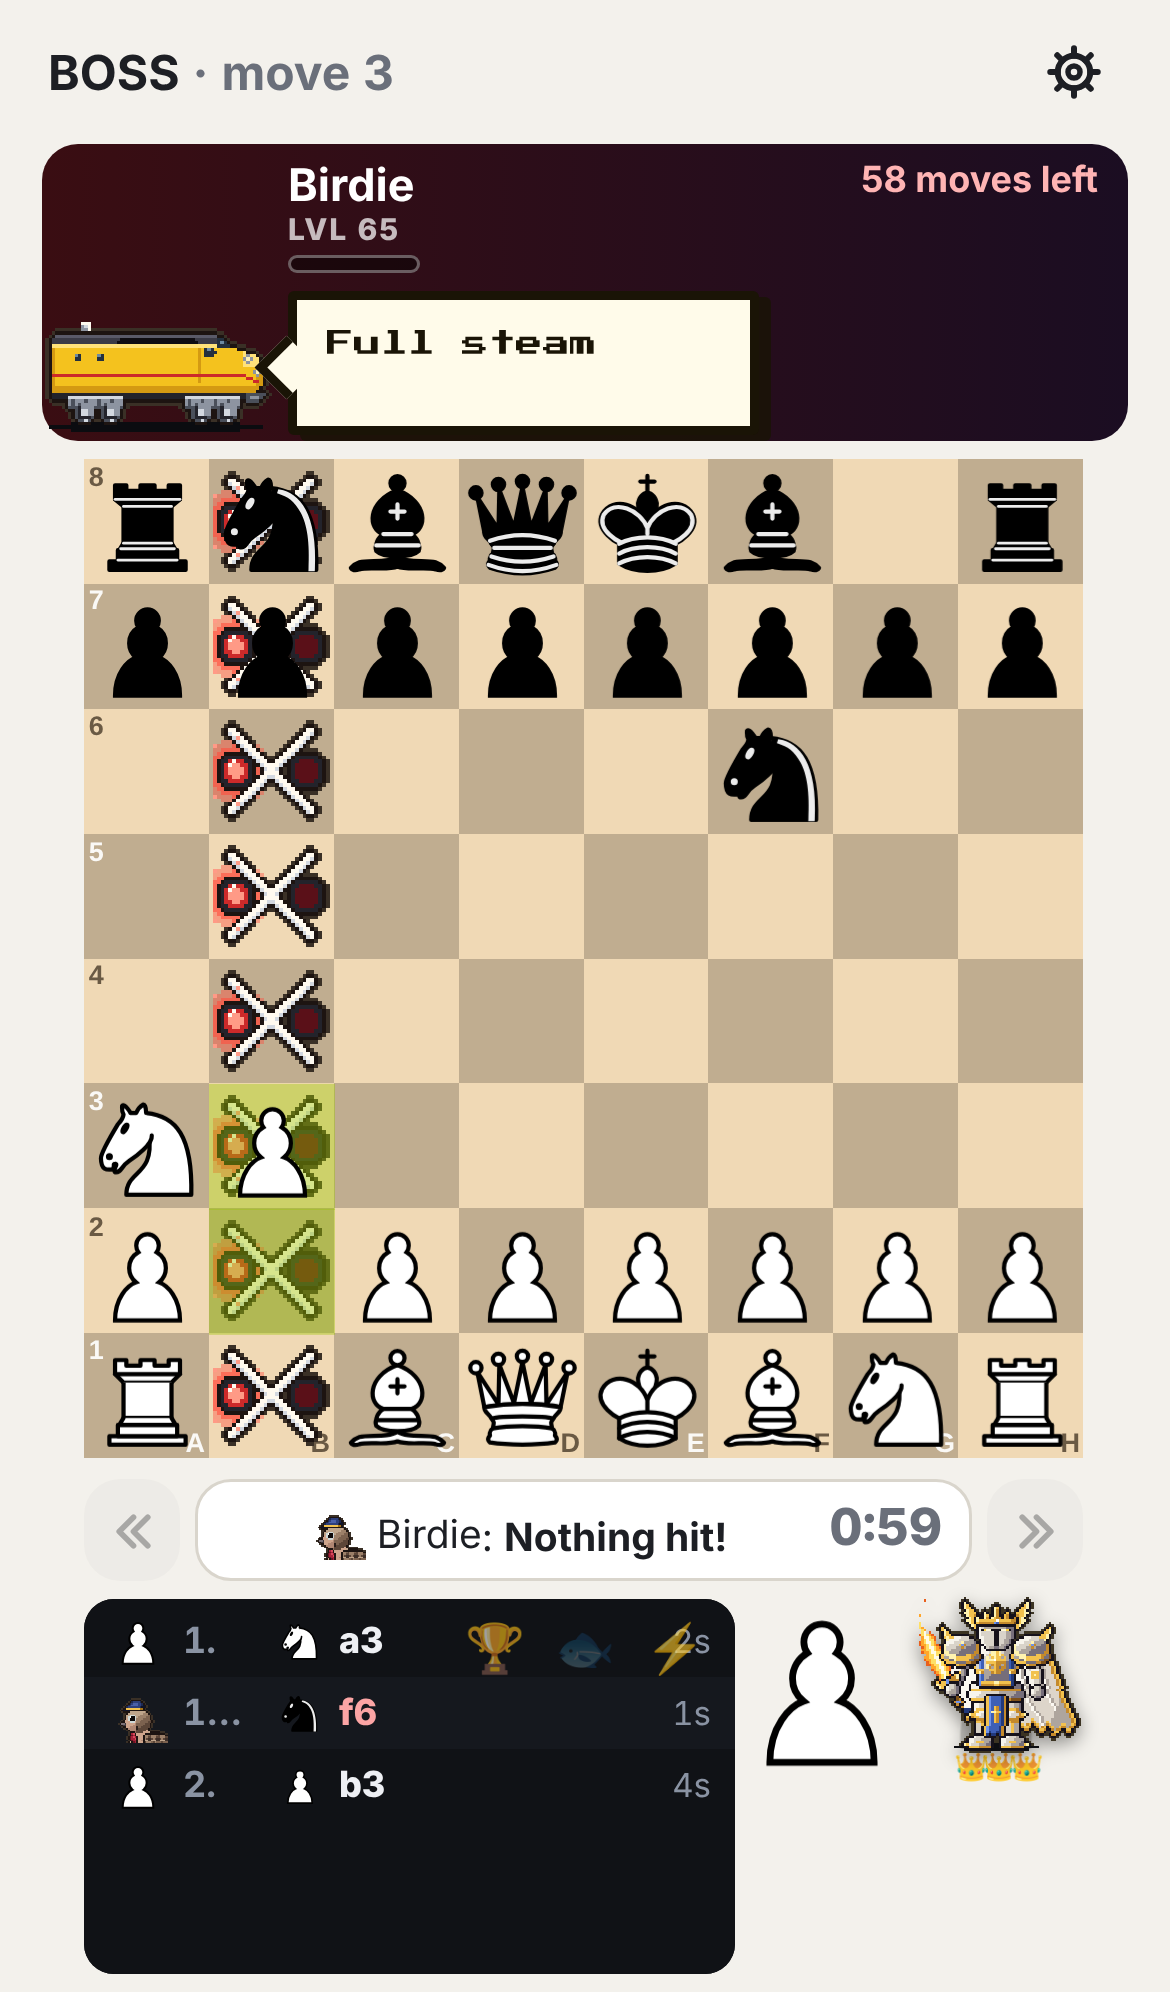 BOSS · move 3
Birdie
58 moves left
LVL 65
Full steam
8
7
6
5
4
3
2
1
A B C D E F G H
Birdie: Nothing hit! 0:59
1. a3 2s
1... f6 1s
2. b3 4s